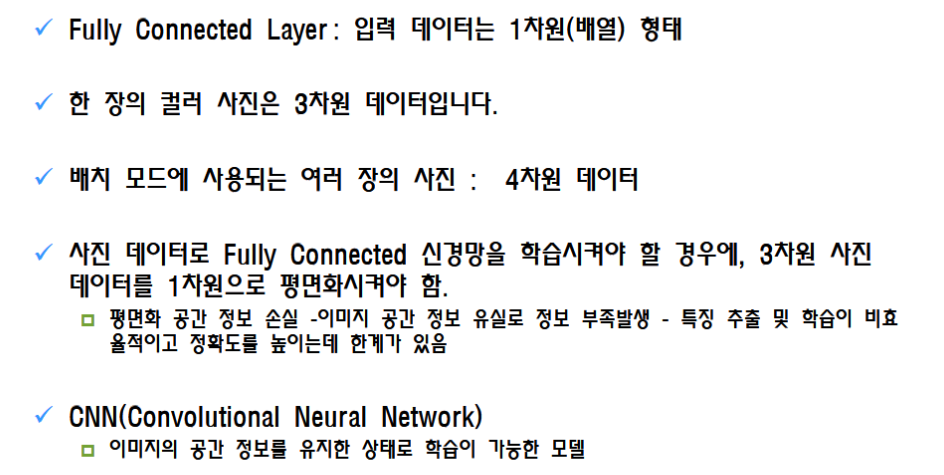 Fully Connected Layer : 입력 데이터는 1차원(배열) 형태
한 장의 컬러 사진은 3차원 데이터입니다.
배치 모드에 사용되는 여러 장의 사진 : 4차원 데이터
사진 데이터로 Fully Connected 신경망을 학습시켜야 할 경우에, 3차원 사진
데이터를 1차원으로 평면화시켜야 함.
평면화 공간 정보 손실 -이미지 공간 정보 유실로 정보 부족발생 - 특징 추출 및 학습이 비효
율적이고 정확도를 높이는데 한계가 있음
CNN(Convolutional Neural Network)
이미지의 공간 정보를 유지한 상태로 학습이 가능한 모델